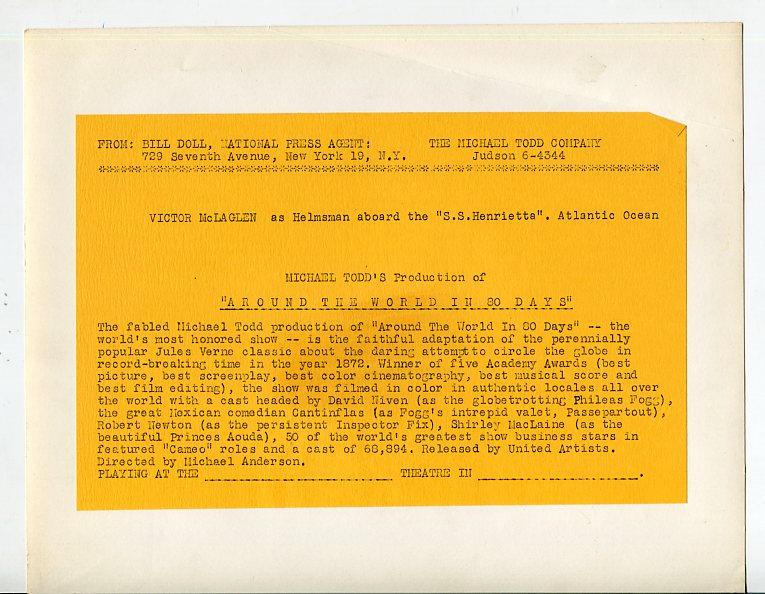 FROM: BILL DOLL, NATIONAL PRESS AGENT: THE MICHAEL TODD COMPANY
729 Seventh Avenue, New York 19, N.Y. Judson 6-4344
VICTOR McLAGLEN as Helmsman aboard the "S.S.Henrietta". Atlantic Ocean
MICHAEL TODD'S Production of
"A R O U N D T H E W O R L D I N 80 D A Y S"
The fabled Michael Todd production of "Around The World In 80 Days" -- the
world's most honored show -- is the faithful adaptation of the perennially
popular Jules Verne classic about the daring attempt to circle the globe in
record-breaking time in the year 1872. Winner of five Academy Awards (best
picture, best screenplay, best color cinematography, best musical score and
best film editing), the show was filmed in color in authentic locales all over
the world with a cast headed by David Niven (as the globetrotting Phileas Fogg),
the great Mexican comedian Cantinflas (as Fogg's intrepid valet, Passepartout),
Robert Newton (as the persistent Inspector Fix), Shirley MacLaine (as the
beautiful Princes Aouda), 50 of the world's greatest show business stars in
featured "Cameo" roles and a cast of 68,894. Released by United Artists.
Directed by Michael Anderson.
PLAYING AT THE ____________________ THEATRE IN ____________________.